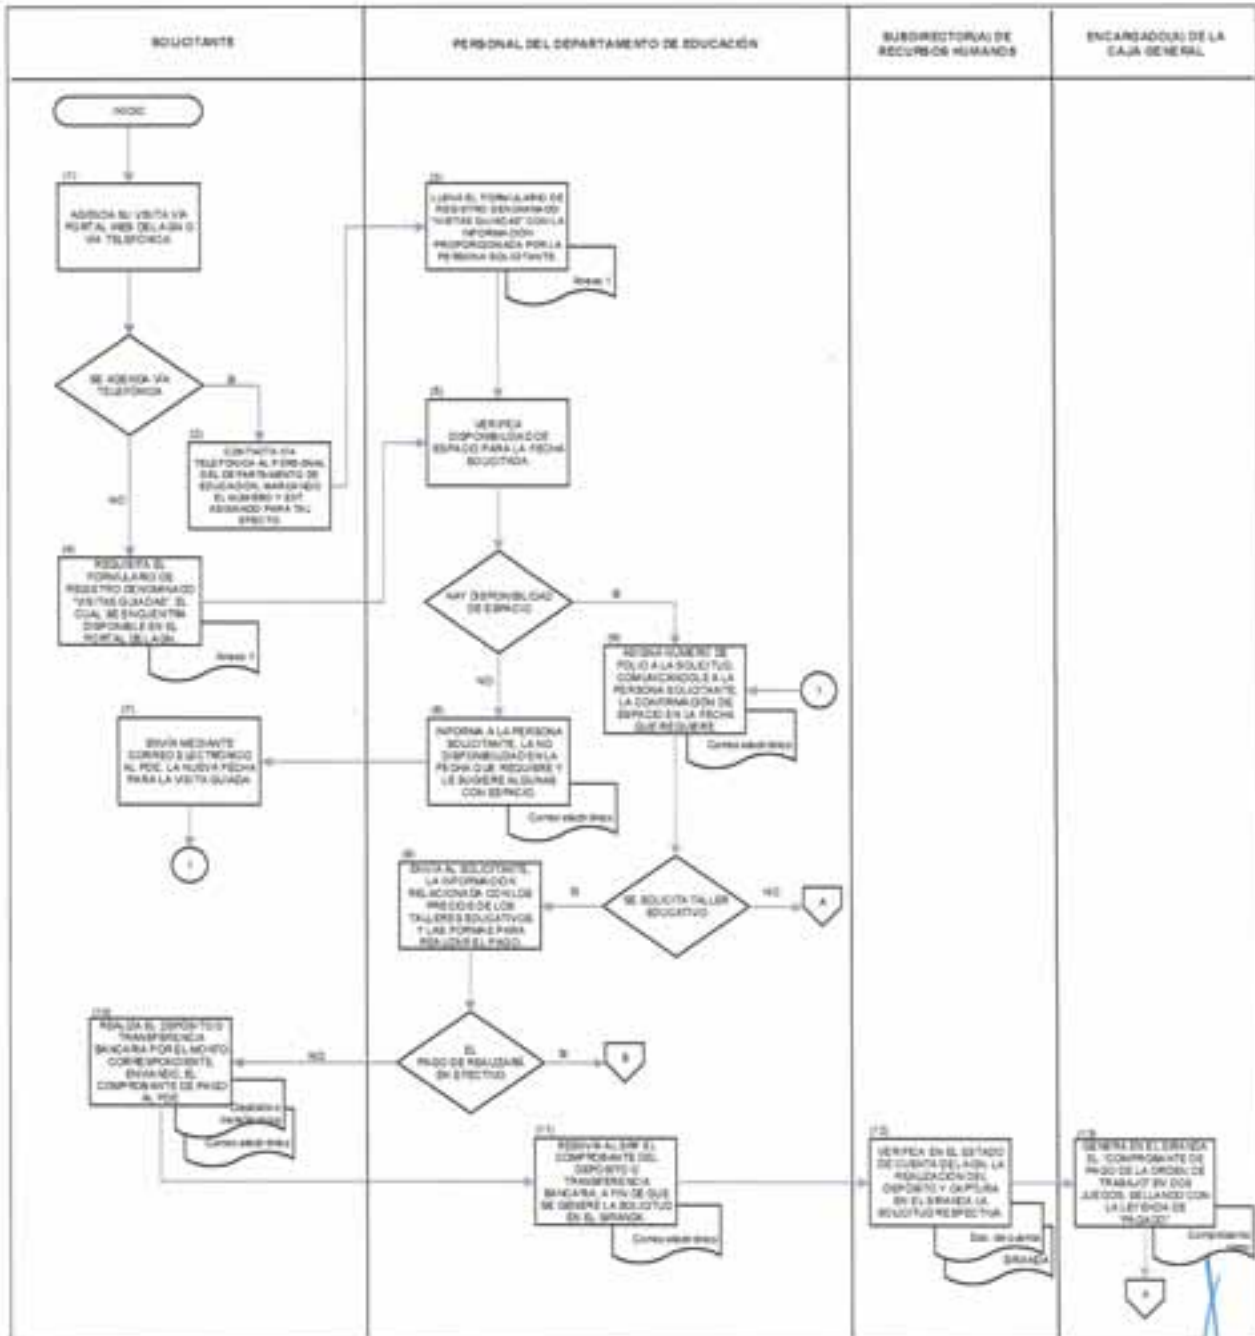 SOLICITANTE
PERSONAL DEL DEPARTAMENTO DE EDUCACIÓN
SUBDIRECTOR(A) DE
RECURSOS HUMANOS
ENCARGADO(A) DE LA
CAJA GENERAL
INICIO
(1)
AGENDA SU VISITA VÍA
PORTAL WEB DEL AGN O
VÍA TELEFÓNICA
SE AGENDA VÍA
TELEFÓNICA
SI
NO
(2)
CONTACTA VÍA
TELEFÓNICA AL PERSONAL
DEL DEPARTAMENTO DE
EDUCACIÓN, MARCANDO
EL NÚMERO Y EXT.
ASIGNADO PARA TAL
EFECTO.
(3)
LLENA EL FORMULARIO DE
REGISTRO DENOMINADO
"VISITAS GUIADAS" CON LA
INFORMACIÓN
PROPORCIONADA POR LA
PERSONA SOLICITANTE.
Anexo 1
(4)
REQUISITA EL
FORMULARIO DE
REGISTRO DENOMINADO
"VISITAS GUIADAS", EL
CUAL SE ENCUENTRA
DISPONIBLE EN EL
PORTAL DEL AGN.
Anexo 1
(5)
VERIFICA
DISPONIBILIDAD DE
ESPACIO PARA LA FECHA
SOLICITADA.
HAY DISPONIBILIDAD
DE ESPACIO
SI
NO
(6)
INFORMA A LA PERSONA
SOLICITANTE, LA NO
DISPONIBILIDAD EN LA
FECHA QUE REQUIERE Y
LE SUGIERE ALGUNAS
CON ESPACIO.
Correo electrónico
(7)
ENVÍA MEDIANTE
CORREO ELECTRÓNICO
AL PDE, LA NUEVA FECHA
PARA LA VISITA GUIADA
1
ASIGNA NÚMERO DE
FOLIO A LA SOLICITUD,
COMUNICÁNDOLE A LA
PERSONA SOLICITANTE,
LA CONFIRMACIÓN DE
ESPACIO EN LA FECHA
QUE REQUIERE.
1
Correo electrónico
SE SOLICITA TALLER
EDUCATIVO
SI
NO
A
ENVÍA AL SOLICITANTE,
LA INFORMACIÓN
RELACIONADA CON LOS
PRECIOS DE LOS
TALLERES EDUCATIVOS
Y LAS FORMAS PARA
REALIZAR EL PAGO.
EL
PAGO DE REALIZARÁ
EN EFECTIVO
NO
SI
B
(10)
REALIZA EL DEPÓSITO O
TRANSFERENCIA
BANCARIA POR EL MONTO
CORRESPONDIENTE,
ENVIANDO, EL
COMPROBANTE DE PAGO
AL PDE.
Correo electrónico
(11)
REENVÍA AL SRF EL
COMPROBANTE DEL
DEPÓSITO U
TRANSFERENCIA
BANCARIA, A FIN DE QUE
SE GENERE LA SOLICITUD
EN EL GRANDA.
Correo electrónico
(12)
VERIFICA EN EL ESTADO
DE CUENTA DEL AGN, LA
REALIZACIÓN DEL
DEPÓSITO Y CAPTURA
EN EL GRANDA LA
SOLICITUD RESPECTIVA.
Edo. de cuenta
(13)
GENERA EN EL GRANDA
EL "COMPROBANTE DE
PAGO DE LA ORDEN DE
TRABAJO" EN DOS
JUEGOS, SELLANDO CON
LA LEYENDA DE
"PAGADO"